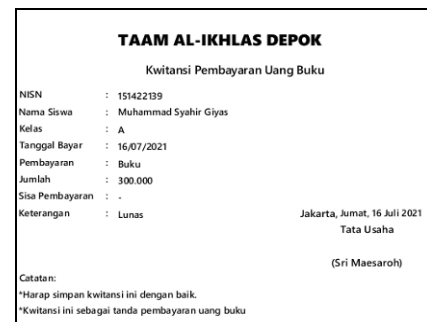 TAAM AL-IKHLAS DEPOK
Kwitansi Pembayaran Uang Buku
NISN : 151422139
Nama Siswa : Muhammad Syahir Giyas
Kelas : A
Tanggal Bayar : 16/07/2021
Pembayaran : Buku
Jumlah : 300.000
Sisa Pembayaran : -
Keterangan : Lunas
Jakarta, Jumat, 16 Juli 2021
Tata Usaha
(Sri Maesaroh)
Catatan:
*Harap simpan kwitansi ini dengan baik.
*Kwitansi ini sebagai tanda pembayaran uang buku